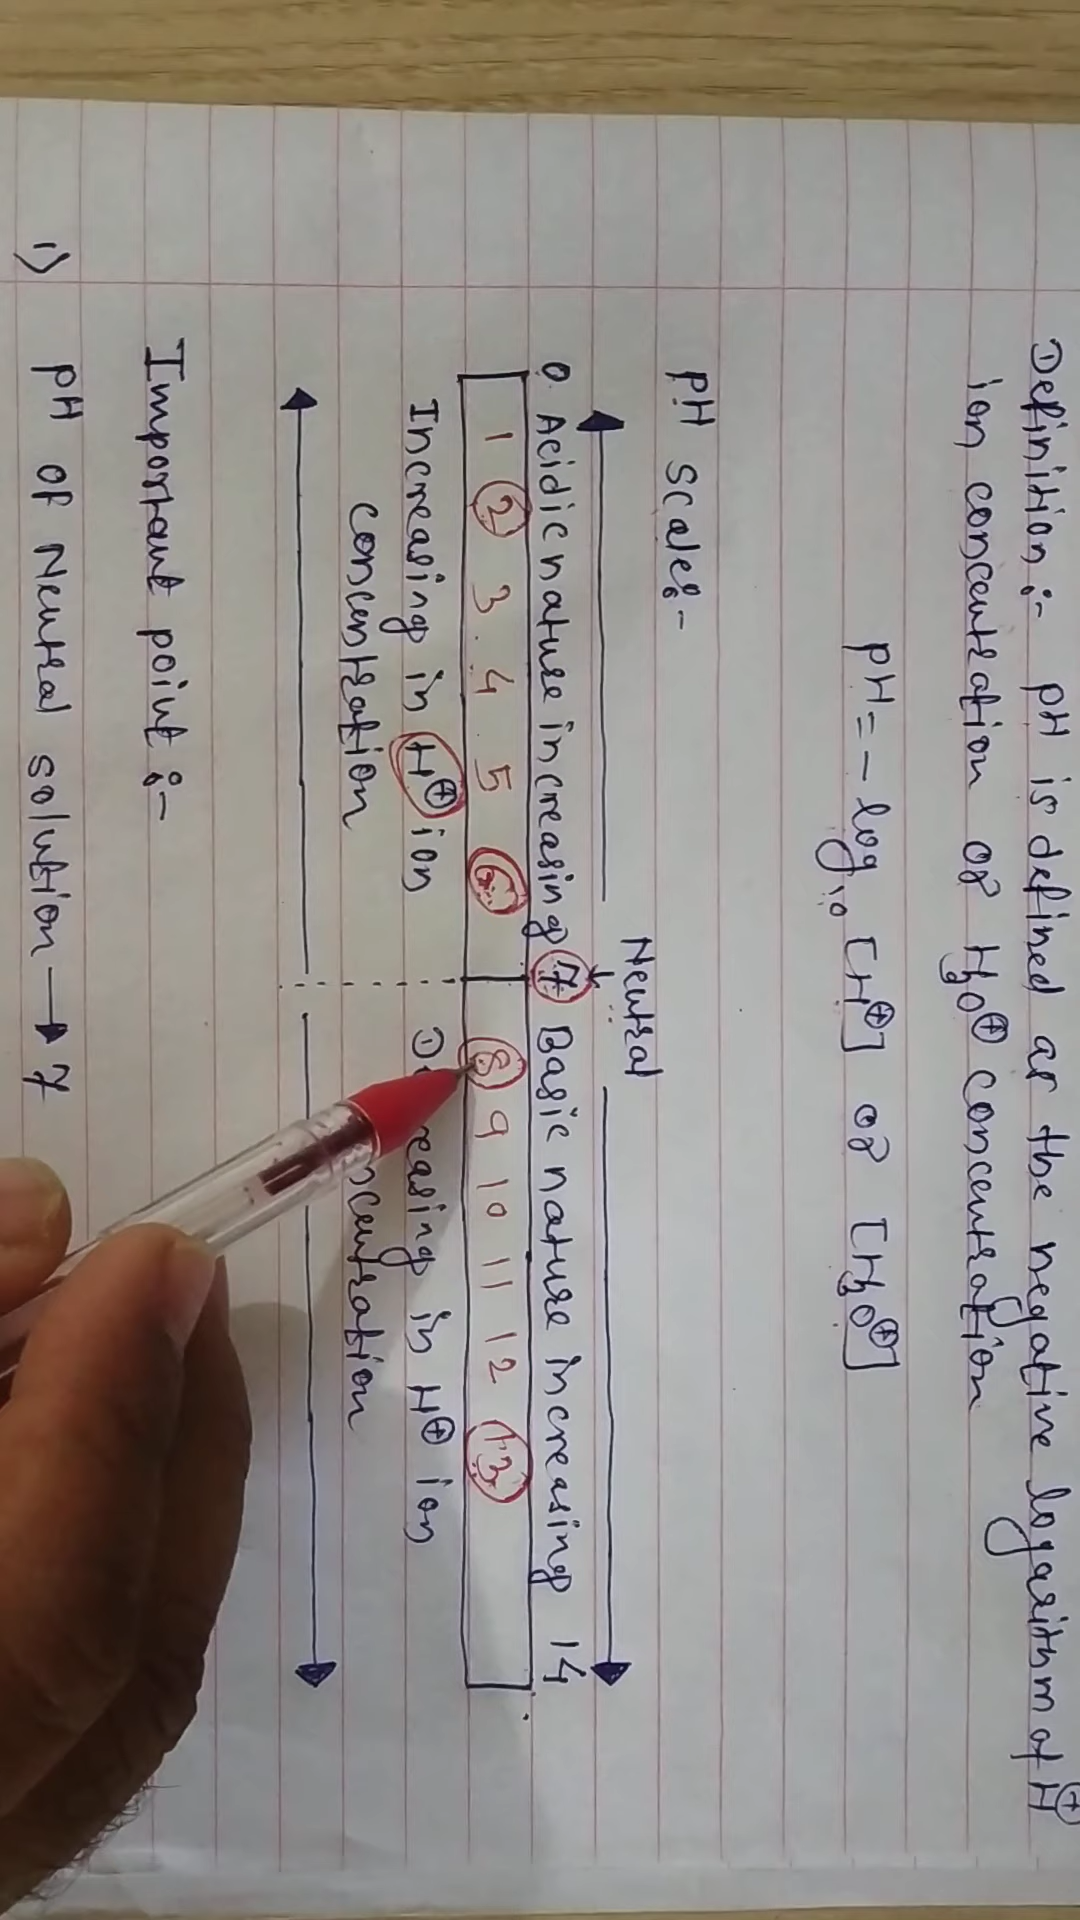 Definition :- pH is defined as the negative logarithm of H⊕
ion concentration or H3O⊕ concentration
pH = - log10 [H⊕] or [H3O⊕]
pH Scale :-
Neutral
0 Acidic nature increasing 7 Basic nature increasing 14
1 2 3 4 5 6 8 9 10 11 12 13
Increasing in H⊕ ion reasing in H⊕ ion
concentration ncentration
Important point :-
1) pH of Neutral solution → 7